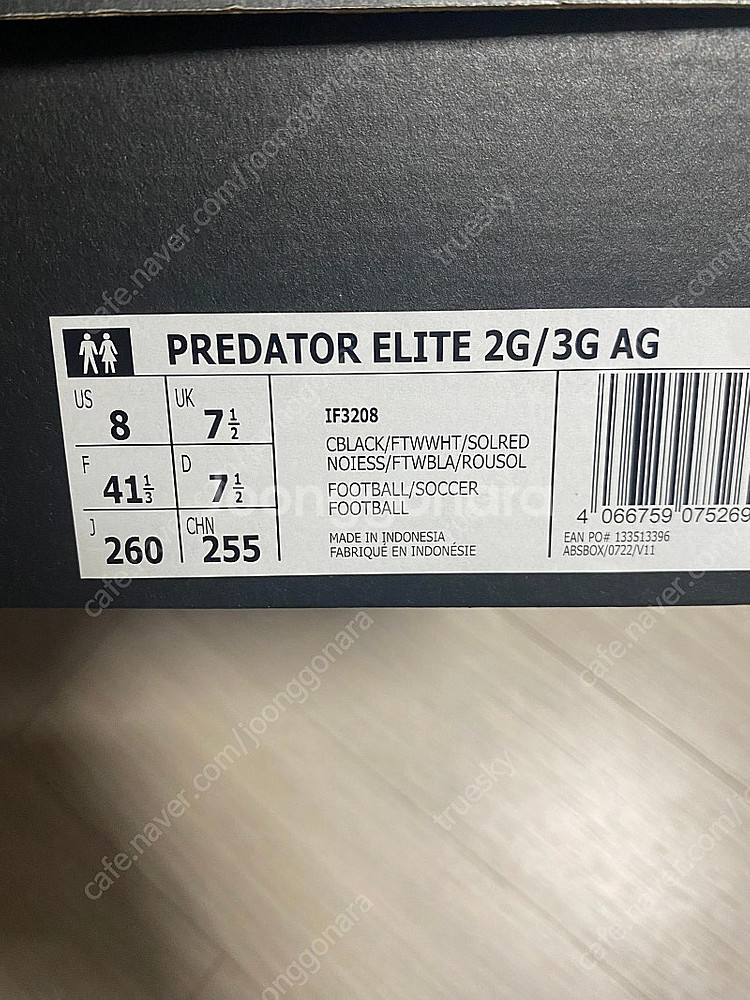 PREDATOR ELITE 2G/3G AG
US 8
UK 7 1/2
F 41 1/3
D 7 1/2
J 260
CHN 255
IF3208
CBLACK/FTWWHT/SOLRED
NOIESS/FTWBLA/ROUSOL
FOOTBALL/SOCCER
FOOTBALL
MADE IN INDONESIA
FABRIQUÉ EN INDONÉSIE
4 066759 075269
EAN PO# 133513396
ABSBOX/0722/V11
joonggonara
cafe.naver.com/joonggonara
truesky